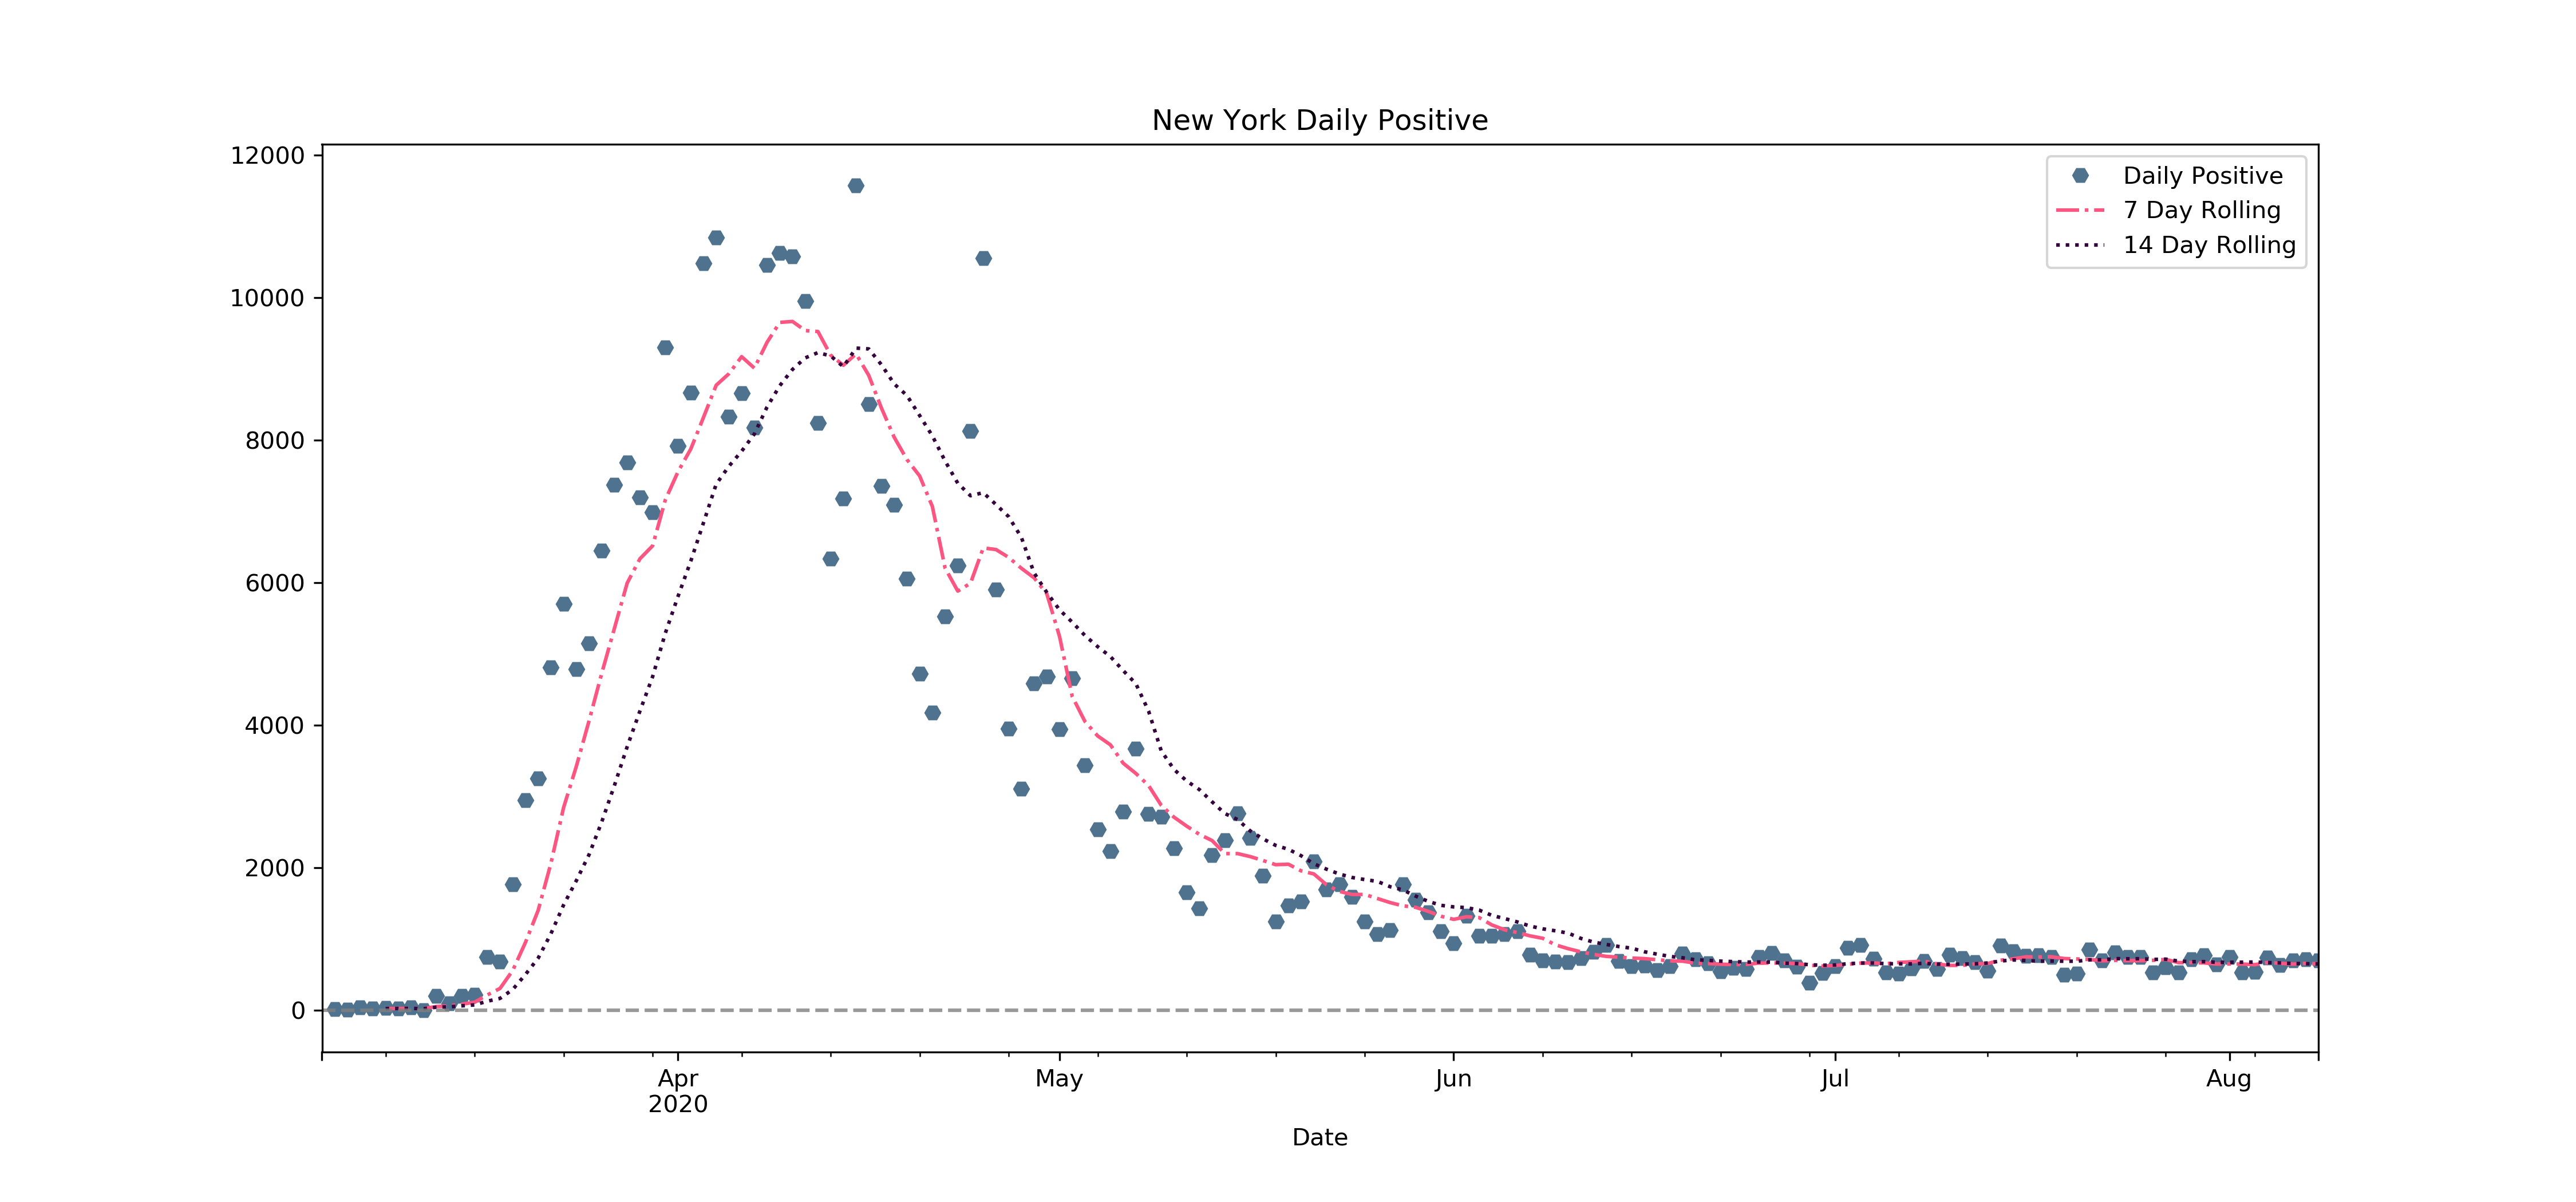 New York Daily Positive
12000
10000
8000
6000
4000
2000
0
Daily Positive
7 Day Rolling
14 Day Rolling
Apr
2020
May
Jun
Jul
Aug
Date